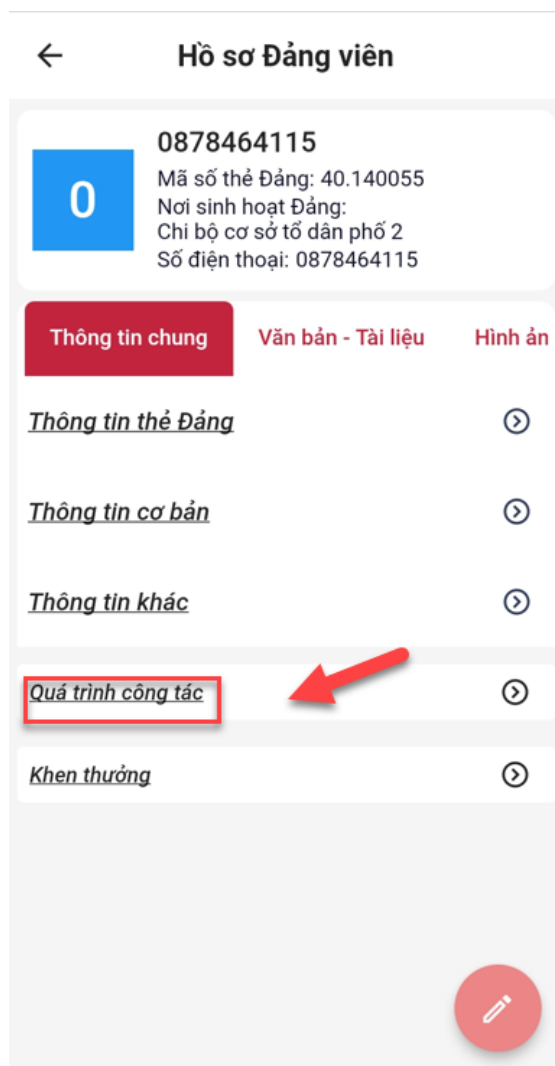 Hồ sơ Đảng viên
0878464115
0
Mã số thẻ Đảng: 40.140055
Nơi sinh hoạt Đảng:
Chi bộ cơ sở tổ dân phố 2
Số điện thoại: 0878464115
Thông tin chung Văn bản - Tài liệu Hình ản
Thông tin thẻ Đảng
Thông tin cơ bản
Thông tin khác
Quá trình công tác
Khen thưởng